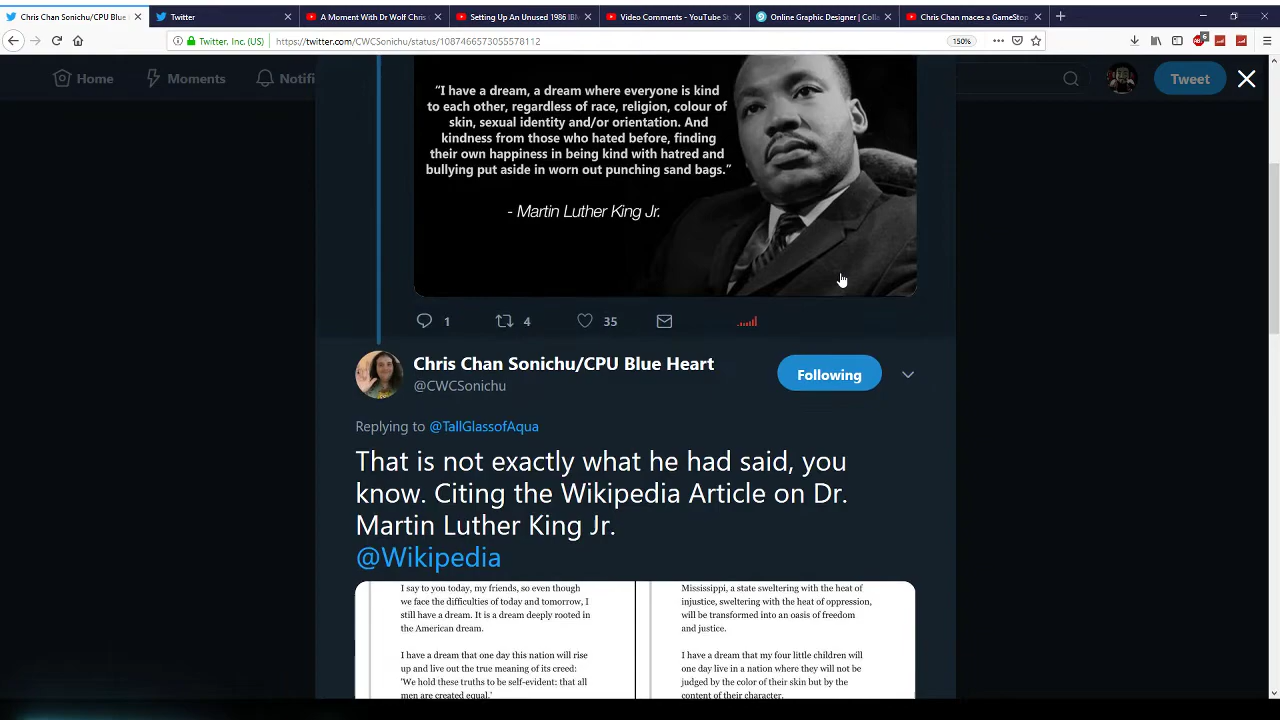 Chris Chan Sonichu/CPU Blue
Twitter
A Moment With Dr Wolf Chris
Setting Up An Unused 1986 IBM
Video Comments - YouTube S
Online Graphic Designer | Coll
Chris Chan maces a GameStop
Twitter, Inc. (US)
https://twitter.com/CWCSonichu/status/1087466573055578112
150%
6
Home
Moments
Notifi
Tweet
"I have a dream, a dream where everyone is kind
to each other, regardless of race, religion, colour of
skin, sexual identity and/or orientation. And
kindness from those who hated before, finding
their own happiness in being kind with hatred and
bullying put aside in worn out punching sand bags."
- Martin Luther King Jr.
1
4
35
Chris Chan Sonichu/CPU Blue Heart
@CWCSonichu
Following
Replying to @TallGlassofAqua
That is not exactly what he had said, you
know. Citing the Wikipedia Article on Dr.
Martin Luther King Jr.
@Wikipedia
I say to you today, my friends, so even though
we face the difficulties of today and tomorrow, I
still have a dream. It is a dream deeply rooted in
the American dream.
I have a dream that one day this nation will rise
up and live out the true meaning of its creed:
'We hold these truths to be self-evident: that all
men are created equal.'
Mississippi, a state sweltering with the heat of
injustice, sweltering with the heat of oppression,
will be transformed into an oasis of freedom
and justice.
I have a dream that my four little children will
one day live in a nation where they will not be
judged by the color of their skin but by the
content of their character.